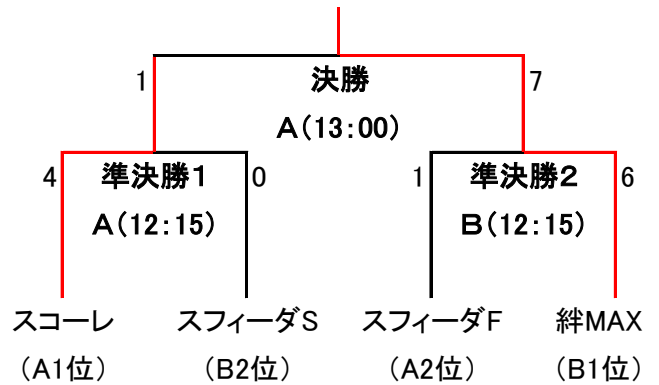 1
決勝
7
A(13:00)
4
準決勝1
0
1
準決勝2
6
A(12:15)
B(12:15)
スコーレ
スフィーダS
スフィーダF
絆MAX
(A1位)
(B2位)
(A2位)
(B1位)